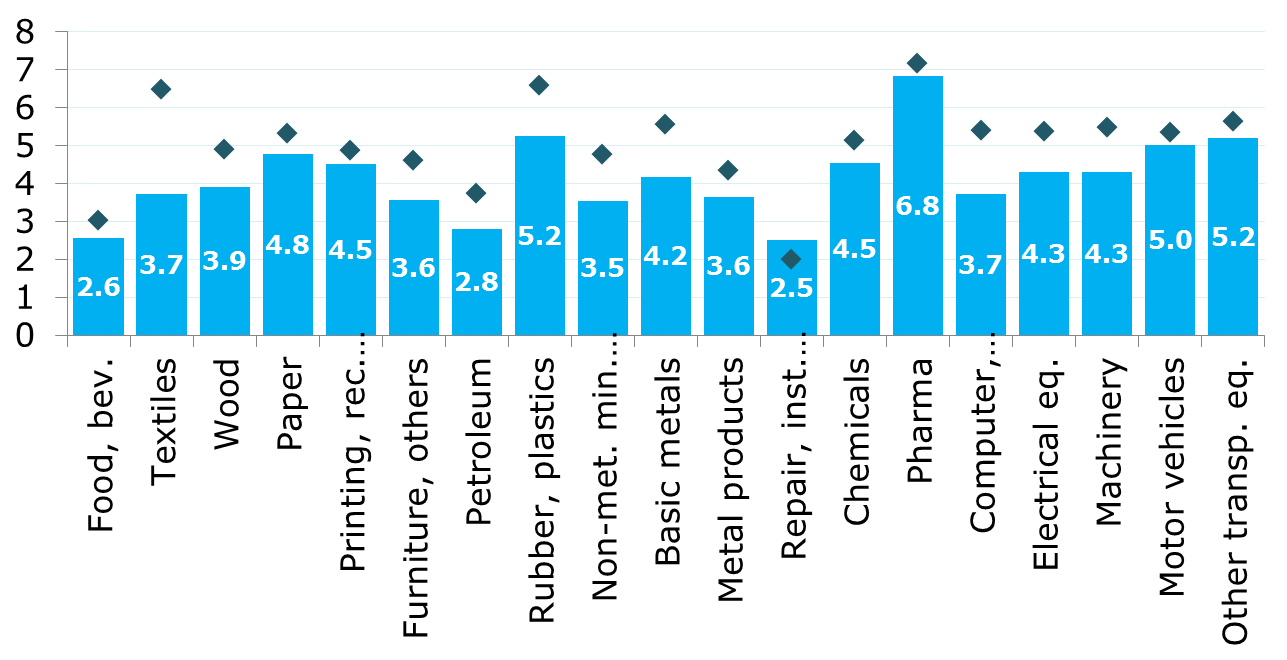 8
7
6
5
4
3
2
1
0
2.6
3.7
3.9
4.8
4.5
3.6
2.8
5.2
3.5
4.2
3.6
2.5
4.5
6.8
3.7
4.3
4.3
5.0
5.2
Food, bev.
Textiles
Wood
Paper
Printing, rec.…
Furniture, others
Petroleum
Rubber, plastics
Non-met. min.…
Basic metals
Metal products
Repair, inst.…
Chemicals
Pharma
Computer,…
Electrical eq.
Machinery
Motor vehicles
Other transp. eq.